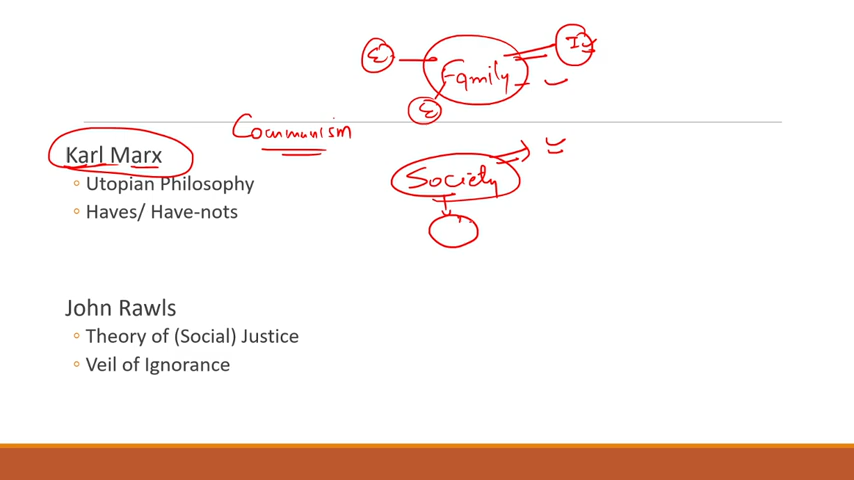 Family
Communism
Karl Marx
Society
◦ Utopian Philosophy
◦ Haves/ Have-nots
John Rawls
◦ Theory of (Social) Justice
◦ Veil of Ignorance